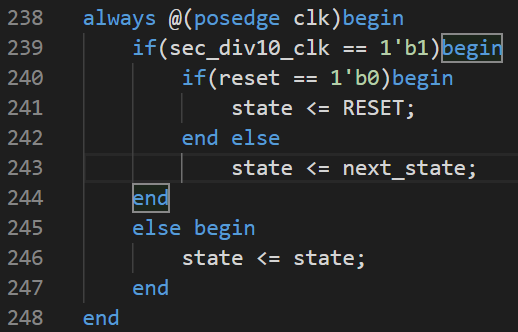 238 always @(posedge clk)begin
239     if(sec_div10_clk == 1'b1)begin
240         if(reset == 1'b0)begin
241             state <= RESET;
242         end else
243             state <= next_state;
244     end
245     else begin
246         state <= state;
247     end
248 end